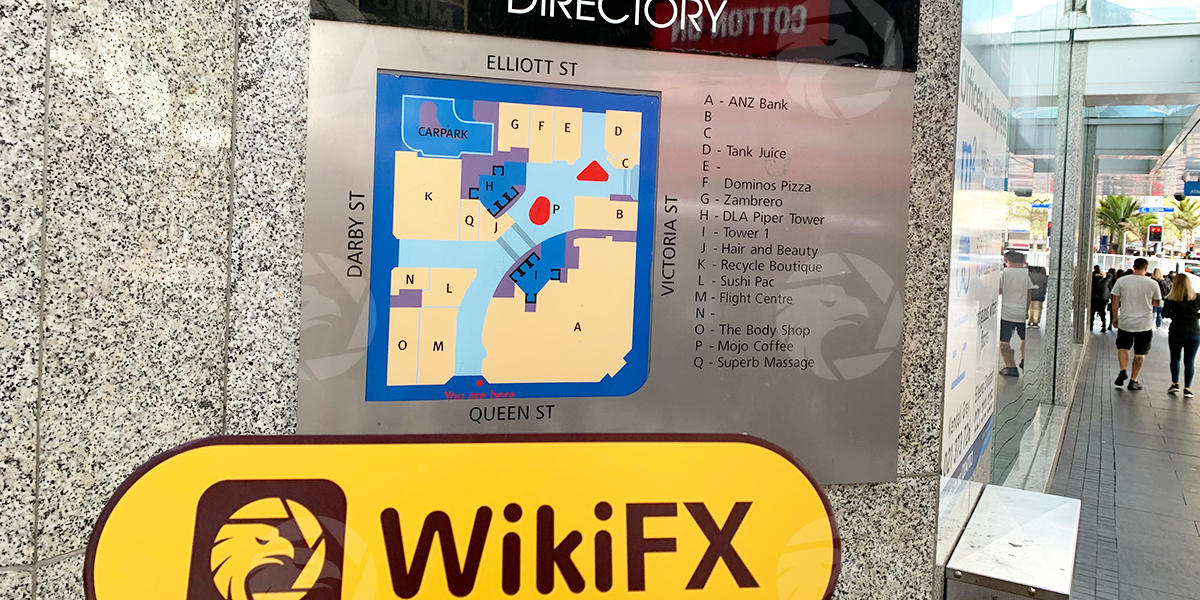 DIRECTORY
COTTON ON
ELLIOTT ST
DARBY ST
VICTORIA ST
QUEEN ST
CARPARK
G F E D
C
H
K
Q J P B
I
N L
A
O M
You are here
A - ANZ Bank
B
C
D - Tank Juice
E -
F Dominos Pizza
G - Zambrero
H - DLA Piper Tower
I - Tower 1
J - Hair and Beauty
K - Recycle Boutique
L - Sushi Pac
M - Flight Centre
N -
O - The Body Shop
P - Mojo Coffee
Q - Superb Massage
WikiFX